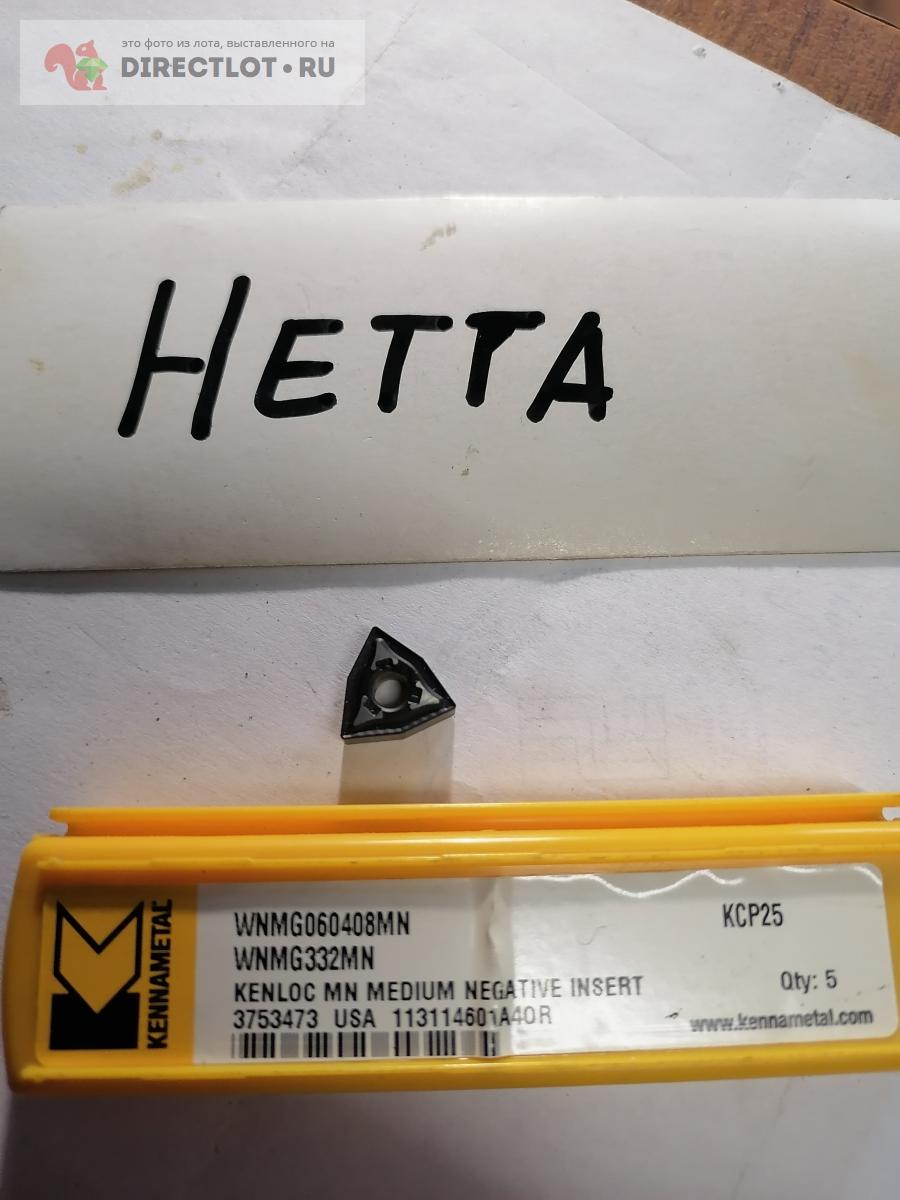 это фото из лота, выставленного на
DIRECTLOT•RU
НЕТТА
KENNAMETAL
WNMG060408MN
KCP25
WNMG332MN
KENLOC MN MEDIUM NEGATIVE INSERT
Qty: 5
3753473 USA 113114601A4OR
www.kennametal.com